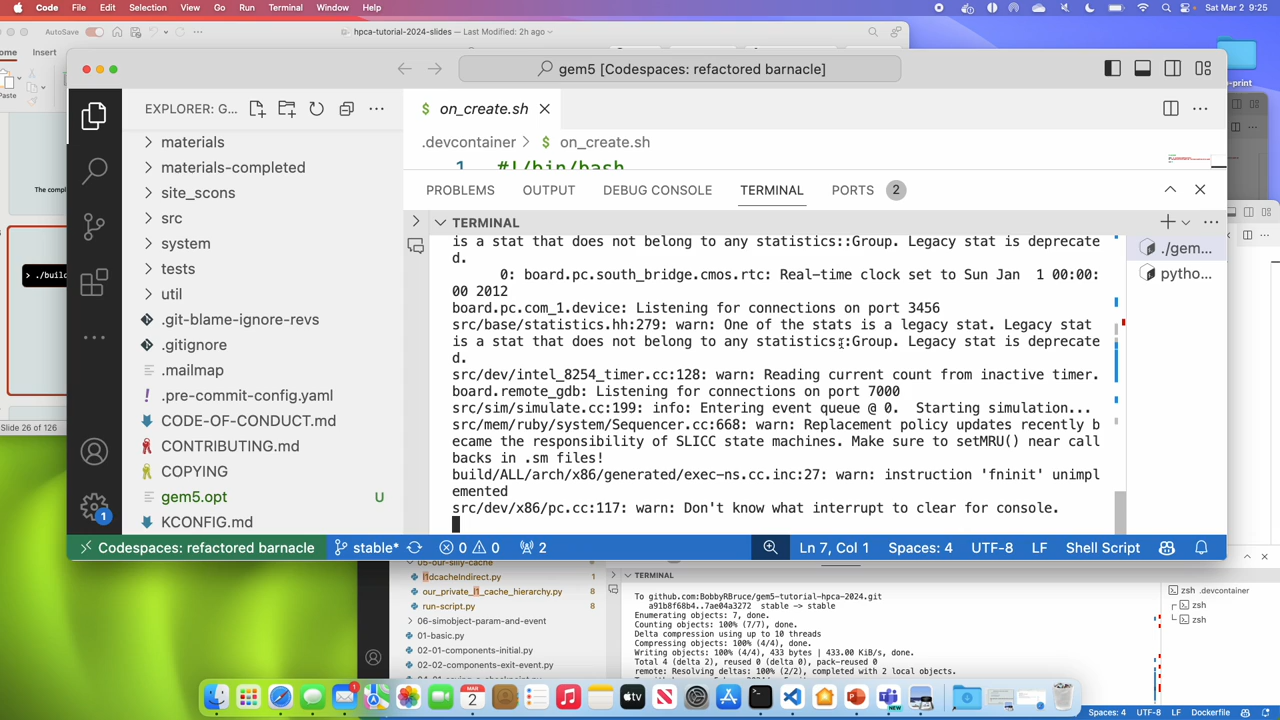 Code File Edit Selection View Go Run Terminal Window Help
Sat Mar 2 9:25
AutoSave
hpca-tutorial-2024-slides — Last Modified: 2h ago
ome Insert
Paste
The compl
> ./build
Slide 26 of 126
-print
gem5 [Codespaces: refactored barnacle]
EXPLORER: G...
materials
materials-completed
site_scons
src
system
tests
util
.git-blame-ignore-revs
.gitignore
.mailmap
.pre-commit-config.yaml
CODE-OF-CONDUCT.md
CONTRIBUTING.md
COPYING
gem5.opt U
KCONFIG.md
1
$ on_create.sh
.devcontainer > $ on_create.sh
1 #!/bin/bash
PROBLEMS OUTPUT DEBUG CONSOLE TERMINAL PORTS 2
TERMINAL
./gem...
python...
is a stat that does not belong to any statistics::Group. Legacy stat is deprecate
d.
0: board.pc.south_bridge.cmos.rtc: Real-time clock set to Sun Jan 1 00:00:
00 2012
board.pc.com_1.device: Listening for connections on port 3456
src/base/statistics.hh:279: warn: One of the stats is a legacy stat. Legacy stat
is a stat that does not belong to any statistics::Group. Legacy stat is deprecate
d.
src/dev/intel_8254_timer.cc:128: warn: Reading current count from inactive timer.
board.remote_gdb: Listening for connections on port 7000
src/sim/simulate.cc:199: info: Entering event queue @ 0. Starting simulation...
src/mem/ruby/system/Sequencer.cc:668: warn: Replacement policy updates recently b
ecame the responsibility of SLICC state machines. Make sure to setMRU() near call
backs in .sm files!
build/ALL/arch/x86/generated/exec-ns.cc.inc:27: warn: instruction 'fninit' unimpl
emented
src/dev/x86/pc.cc:117: warn: Don't know what interrupt to clear for console.
Codespaces: refactored barnacle stable* 0 0 2 Ln 7, Col 1 Spaces: 4 UTF-8 LF Shell Script
05-our-silly-cache
l1dcacheIndirect.py 1
our_private_l1_cache_hierarchy.py 8
run-script.py 8
06-simobject-param-and-event
01-basic.py
02-01-components-initial.py
02-02-components-exit-event.py
TERMINAL
To github.com:BobbyRBruce/gem5-tutorial-hpca-2024.git
a91b8f68b4..7ae04a3272 stable -> stable
Enumerating objects: 7, done.
Counting objects: 100% (7/7), done.
Delta compression using up to 10 threads
Compressing objects: 100% (4/4), done.
Writing objects: 100% (4/4), 433 bytes | 433.00 KiB/s, done.
Total 4 (delta 2), reused 0 (delta 0), pack-reused 0
remote: Resolving deltas: 100% (2/2), completed with 2 local objects.
zsh .devcontainer
zsh
zsh
MAR
2
Spaces: 4 UTF-8 LF Dockerfile